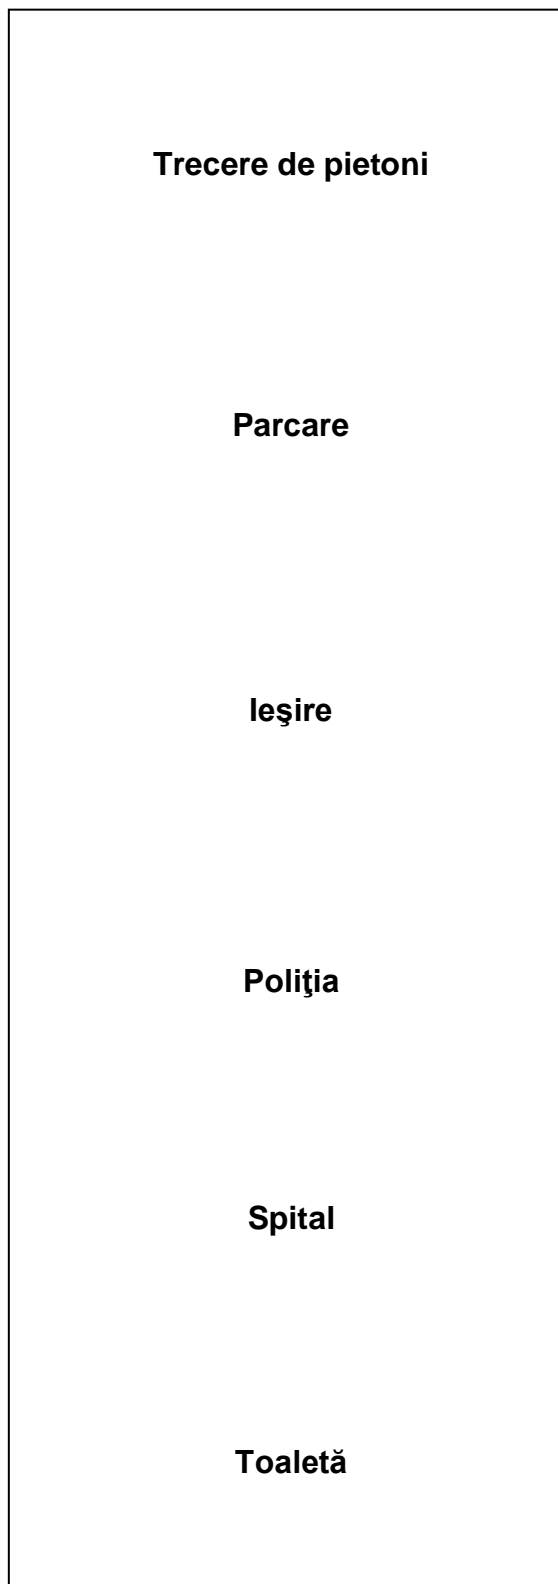 Trecere de pietoni
Parcare
Ieşire
Poliţia
Spital
Toaletă